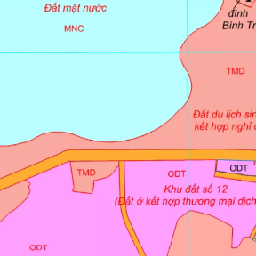 Đất mặt nước
đình
Bình Tr
MNC
TMD
Đất du lịch sin
kết hợp nghỉ d
TMD
ODT
ODT
Khu đất số 12
(Đất ở kết hợp thương mại dịch
ODT